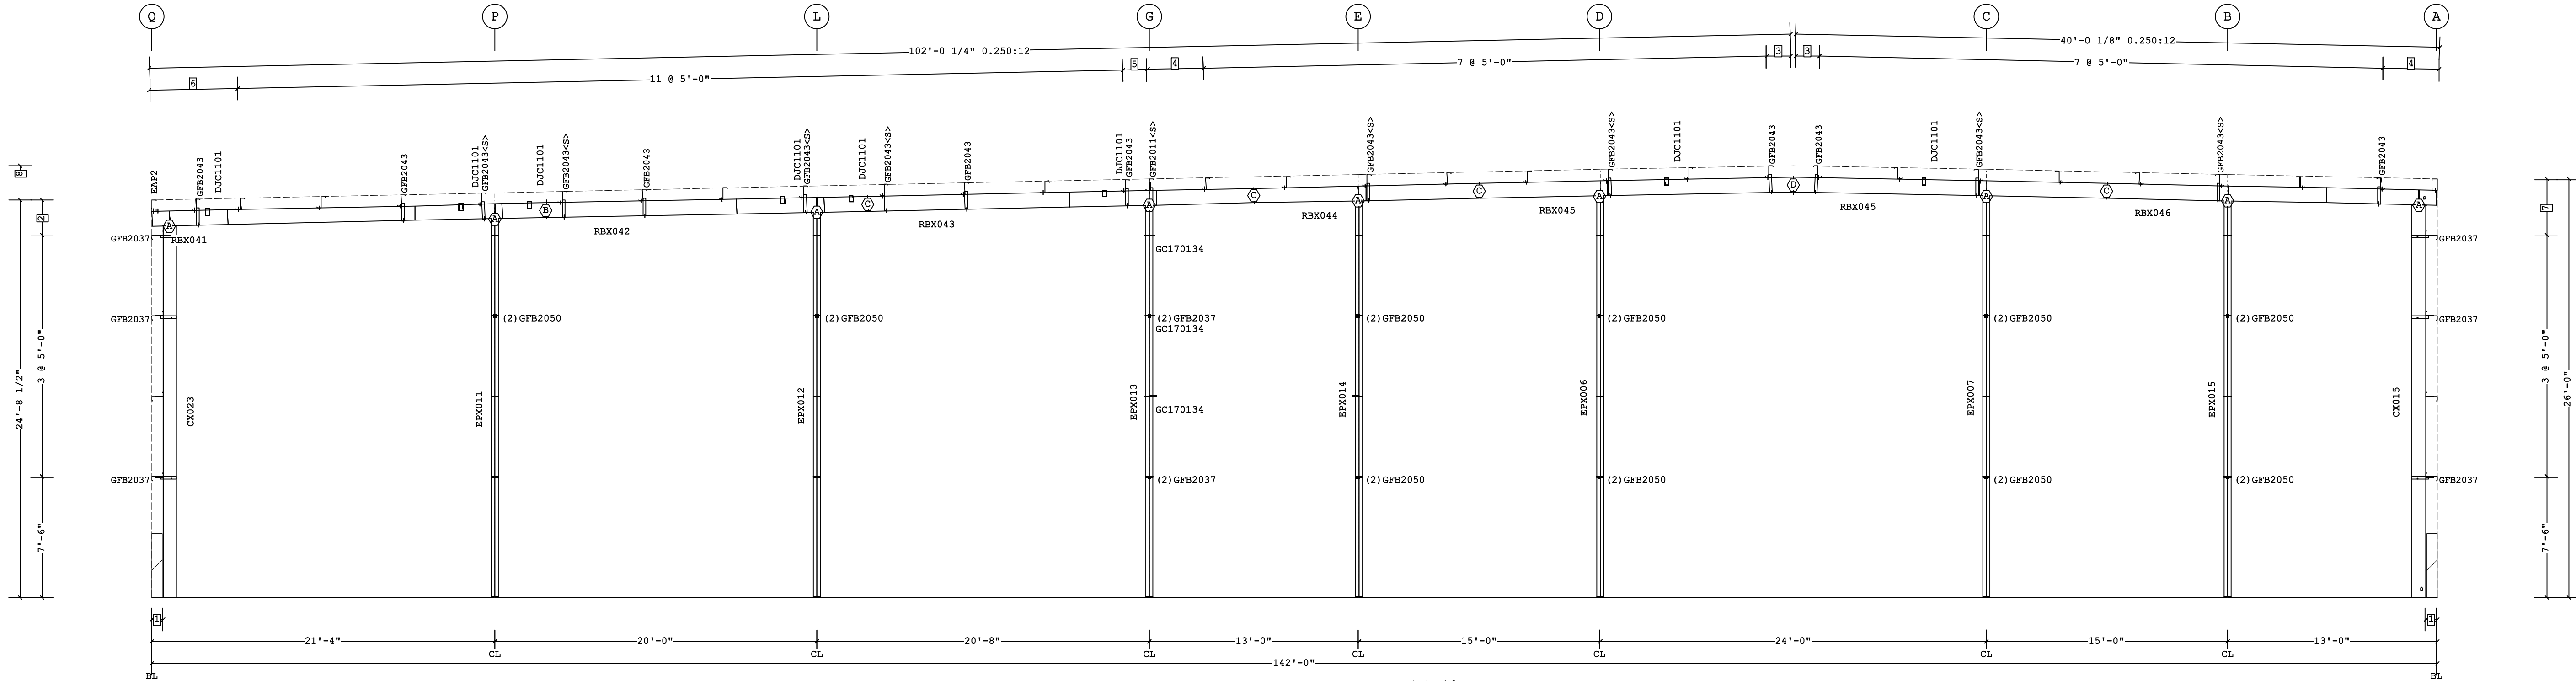 Q P L G E D C B A
102'-0 1/4" 0.250:12
40'-0 1/8" 0.250:12
6
11 @ 5'-0"
5
4
7 @ 5'-0"
3
3
7 @ 5'-0"
4
EAP2
GFB2043
DJC1101
GFB2043
DJC1101
GFB2043<S>
DJC1101
GFB2043<S>
GFB2043
DJC1101
GFB2043<S>
DJC1101
GFB2043<S>
GFB2043
DJC1101
GFB2043
GFB2011<S>
GFB2043<S>
GFB2043<S>
DJC1101
GFB2043
GFB2043
DJC1101
GFB2043<S>
GFB2043<S>
GFB2043
A A B A C A C A C A D A C A A
RBX041
RBX042
RBX043
RBX044
RBX045
RBX045
RBX046
8
2
3 @ 5'-0"
24'-8 1/2"
7'-6"
7
3 @ 5'-0"
26'-0"
7'-6"
GFB2037
GC170134
GFB2037
GFB2037
(2)GFB2050
(2)GFB2050
(2)GFB2037
GC170134
(2)GFB2050
(2)GFB2050
(2)GFB2050
(2)GFB2050
GFB2037
CX023
EPX011
EPX012
EPX013
GC170134
EPX014
EPX006
EPX007
EPX015
CX015
GFB2037
(2)GFB2037
(2)GFB2050
(2)GFB2050
(2)GFB2050
(2)GFB2050
GFB2037
1
1
21'-4"
20'-0"
20'-8"
13'-0"
15'-0"
24'-0"
15'-0"
13'-0"
CL CL CL CL CL CL CL
142'-0"
BL
BL